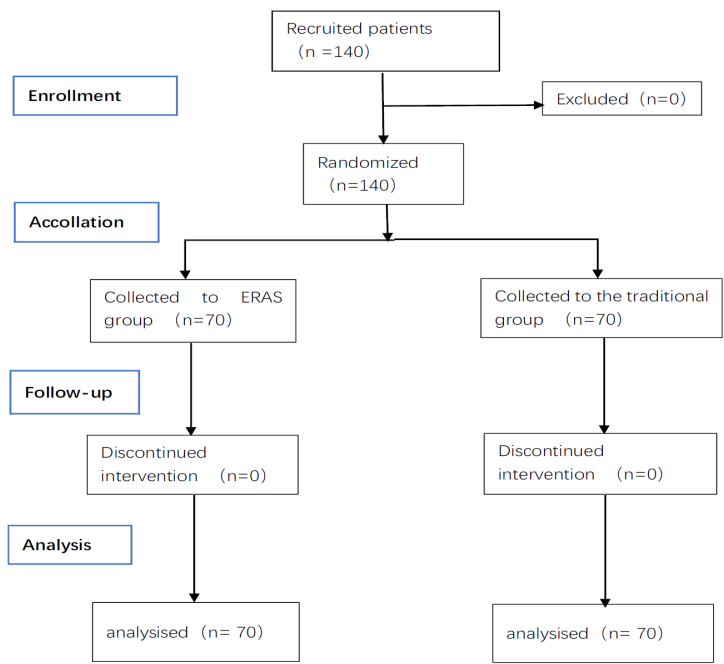 Recruited patients
（n =140）
Enrollment
Excluded（n=0）
Randomized
（n=140）
Accollation
Collected to ERAS
group （n=70）
Collected to the traditional
group （n=70）
Follow-up
Discontinued
intervention （n=0）
Discontinued
intervention （n=0）
Analysis
analysised（n= 70）
analysised（n= 70）